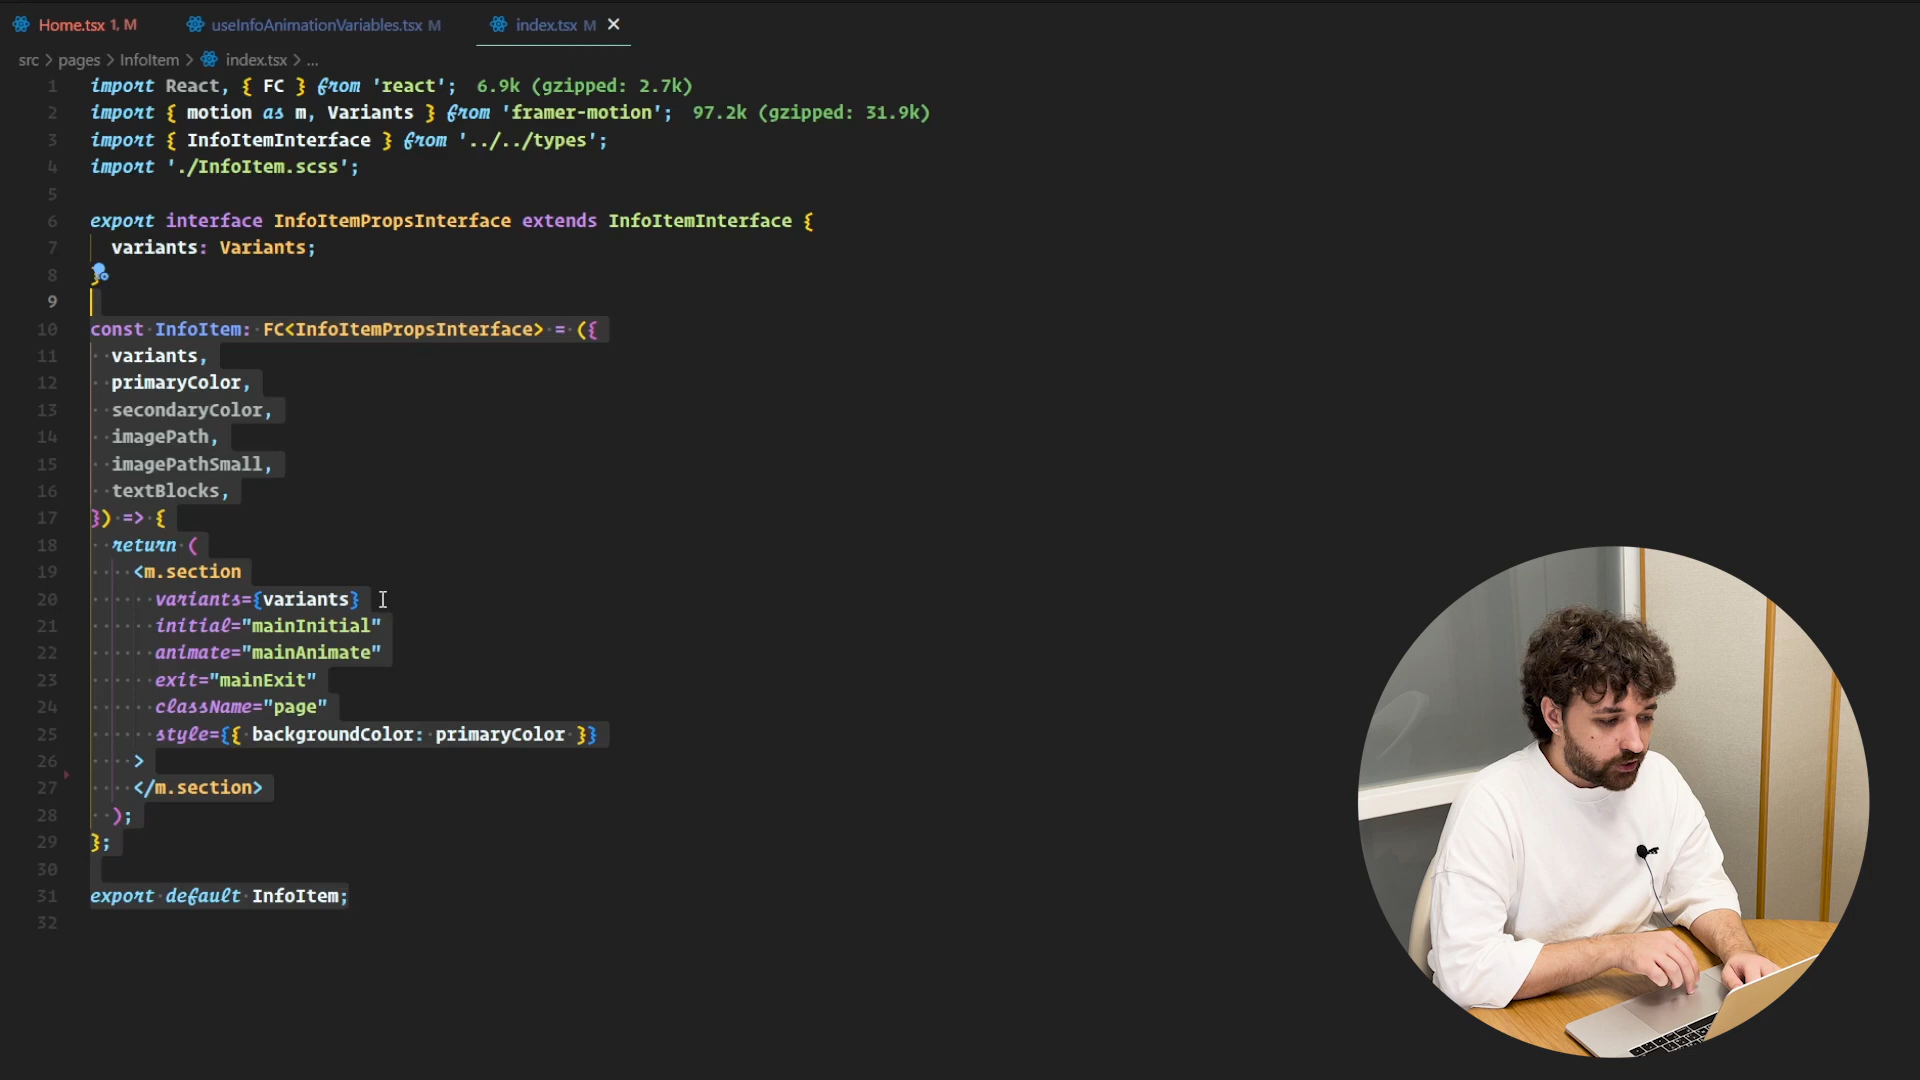 Home.tsx 1, M
useInfoAnimationVariables.tsx M
index.tsx M
src > pages > InfoItem > index.tsx > ...
1 import React, { FC } from 'react'; 6.9k (gzipped: 2.7k)
2 import { motion as m, Variants } from 'framer-motion'; 97.2k (gzipped: 31.9k)
3 import { InfoItemInterface } from '../../types';
4 import './InfoItem.scss';
5
6 export interface InfoItemPropsInterface extends InfoItemInterface {
7 variants: Variants;
8 }
9
10 const InfoItem: FC<InfoItemPropsInterface> = ({
11 variants,
12 primaryColor,
13 secondaryColor,
14 imagePath,
15 imagePathSmall,
16 textBlocks,
17 }) => {
18 return (
19 <m.section
20 variants={variants}
21 initial="mainInitial"
22 animate="mainAnimate"
23 exit="mainExit"
24 className="page"
25 style={{ backgroundColor: primaryColor }}
26 >
27 </m.section>
28 );
29 };
30
31 export default InfoItem;
32